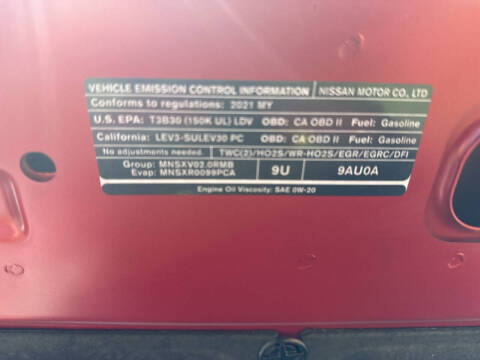 VEHICLE EMISSION CONTROL INFORMATION NISSAN MOTOR CO., LTD
Conforms to regulations: 2021 MY
U.S. EPA: T3B30 (150K UL) LDV OBD: CA OBD II Fuel: Gasoline
California: LEV3-SULEV30 PC OBD: CA OBD II Fuel: Gasoline
No adjustments needed. TWC(2)/HO2S/WR-HO2S/EGR/EGRC/DFI
Group: MNSXV02.0RMB 9U 9AU0A
Evap: MNSXR0099PCA
Engine Oil Viscosity: SAE 0W-20